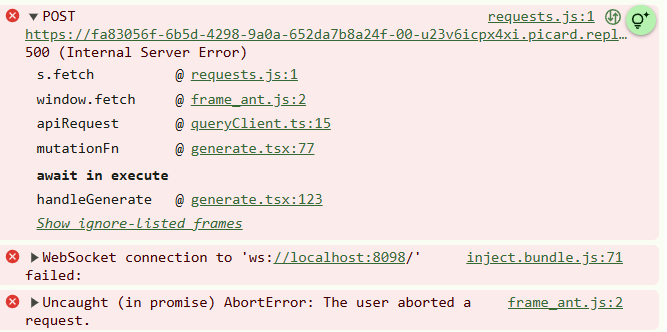 POST requests.js:1
https://fa83056f-6b5d-4298-9a0a-652da7b8a24f-00-u23v6icpx4xi.picard.repl…
500 (Internal Server Error)
s.fetch @ requests.js:1
window.fetch @ frame_ant.js:2
apiRequest @ queryClient.ts:15
mutationFn @ generate.tsx:77
await in execute
handleGenerate @ generate.tsx:123
Show ignore-listed frames
WebSocket connection to 'ws://localhost:8098/' inject.bundle.js:71
failed:
Uncaught (in promise) AbortError: The user aborted a frame_ant.js:2
request.